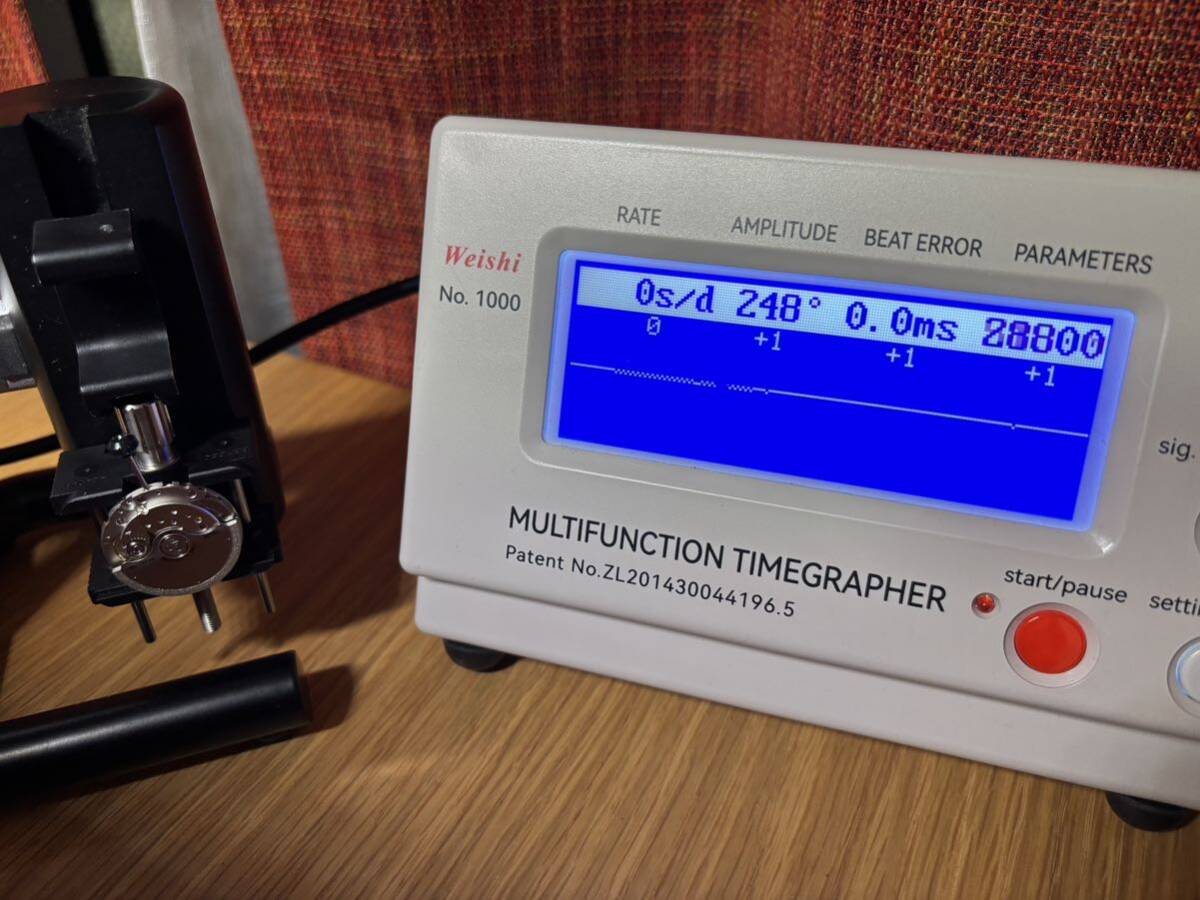 RATE AMPLITUDE BEAT ERROR PARAMETERS
Weishi
No. 1000
0s/d 248° 0.0ms 28800
0 +1 +1 +1
sig.
MULTIFUNCTION TIMEGRAPHER
Patent No.ZL201430044196.5
start/pause